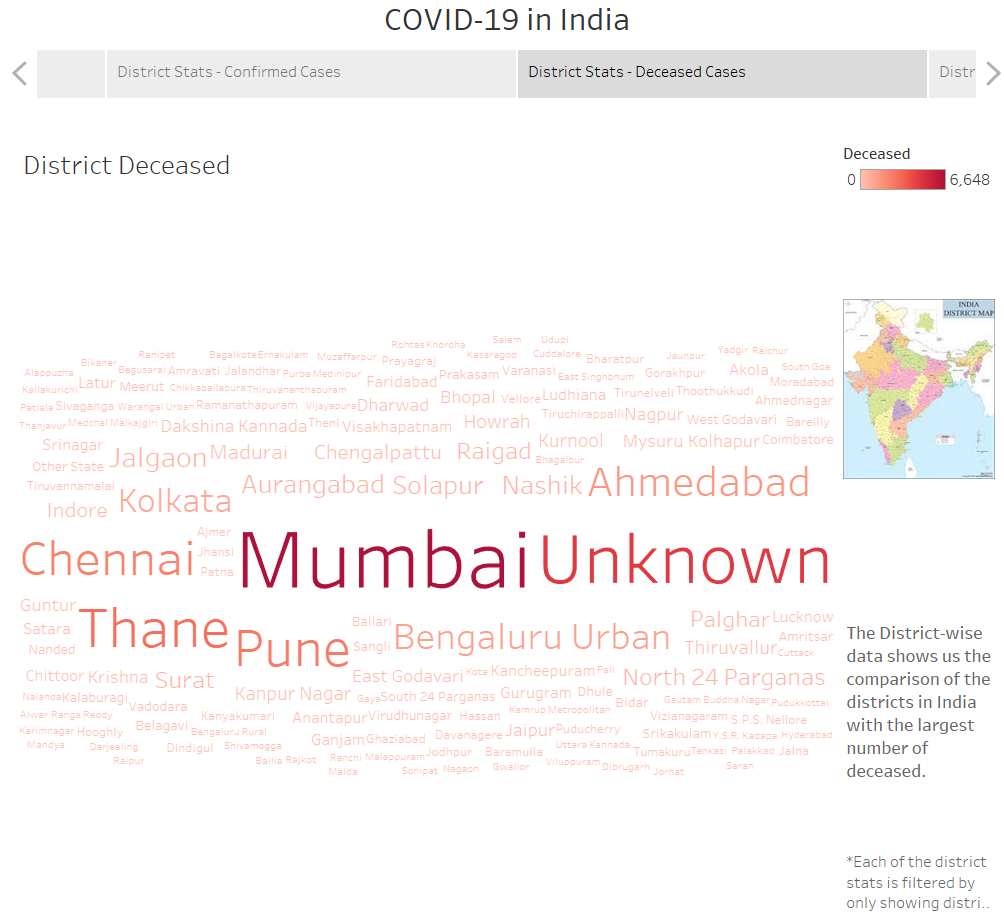 COVID-19 in India
District Stats - Confirmed Cases
District Stats - Deceased Cases
Distr
District Deceased
Deceased
0
6,648
INDIA
DISTRICT MAP
Rontas Khordha Salem Udupi
Ranipet Bagalkote Ernakulam Muzaffarpur Kasaragod Cuddalore Jaunpur Yadgir Raichur
Bikaner Prayagraj Bharatpur
Alappuzha Bagusarai Amravati Jalandhar Purba Medinipur Prakasam Varanasi East Singhbhum Gorakhpur Akola South Goa
Kallakurichi Latur Meerut Chikkaballapura Thiruvananthapuram Faridabad Moradabad
Bhopal Vellore Ludhiana Tirunelveli Thoothukkudi Ahmednagar
Patiala Sivaganga Warangal Urban Ramanathapuram Vijayapura Dharwad
Tiruchirappalli Nagpur West Godavari Bareilly
Thanjavur Medchal Malkajgiri Dakshina Kannada Theni Visakhapatnam Howrah
Srinagar Jalgaon Madurai Chengalpattu Raigad Kurnool Mysuru Kolhapur Coimbatore
Other State Bhagalpur
Tiruvannamalai Kolkata Aurangabad Solapur Nashik Ahmedabad
Indore
Ajmer
Chennai Jhansi Mumbai Unknown
Patna
Guntur Thane Pune Ballari Bengaluru Urban Palghar Lucknow
Satara Sangli Thiruvallur Amritsar
Nanded Cuttack
Chittoor Krishna Surat East Godavari Kota Kancheepuram Pali North 24 Parganas
Nalanda Kalaburagi Kanpur Nagar Gaya South 24 Parganas Gurugram Dhule Bidar Gautam Buddha Nagar Pudukkottai
Vadodara Kamrup Metropolitan
Alwar Ranga Reddy Kanyakumari Anantapur Virudhunagar Hassan Vizianagaram S.P.S. Nellore
Karimnagar Hooghly Belagavi Bengaluru Rural Jaipur Puducherry Srikakulam Y.S.R. Kadapa Hyderabad
Mandya Darjeeling Dindigul Shivamogga Ganjam Ghaziabad Davanagere Uttara Kannada
Raipur Ballia Rajkot Ranchi Malappuram Jodhpur Baramulla Viluppuram Tumakuru Tenkasi Palakkad Jalna
Malda Sonipat Nagaon Gwalior Dibrugarh Jorhat Saran
The District-wise
data shows us the
comparison of the
districts in India
with the largest
number of
deceased.
*Each of the district
stats is filtered by
only showing distri..